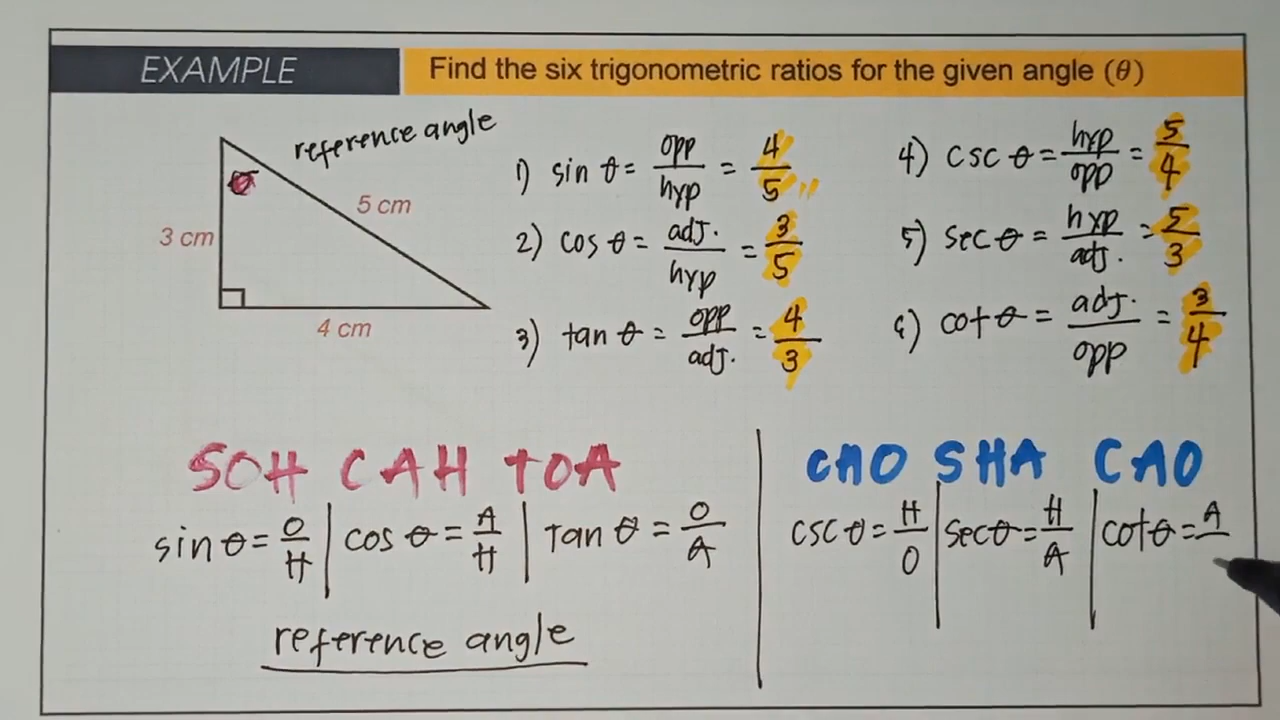 EXAMPLE
Find the six trigonometric ratios for the given angle (θ)
reference angle
θ
5 cm
3 cm
4 cm
1) sin θ = opp/hyp = 4/5
2) cos θ = adj./hyp = 3/5
3) tan θ = opp/adj. = 4/3
4) csc θ = hyp/opp = 5/4
5) sec θ = hyp/adj. = 5/3
6) cot θ = adj./opp = 3/4
SOH CAH TOA
sin θ = O/H | cos θ = A/H | tan θ = O/A
reference angle
CHO SHA CAO
csc θ = H/O | sec θ = H/A | cot θ = A/